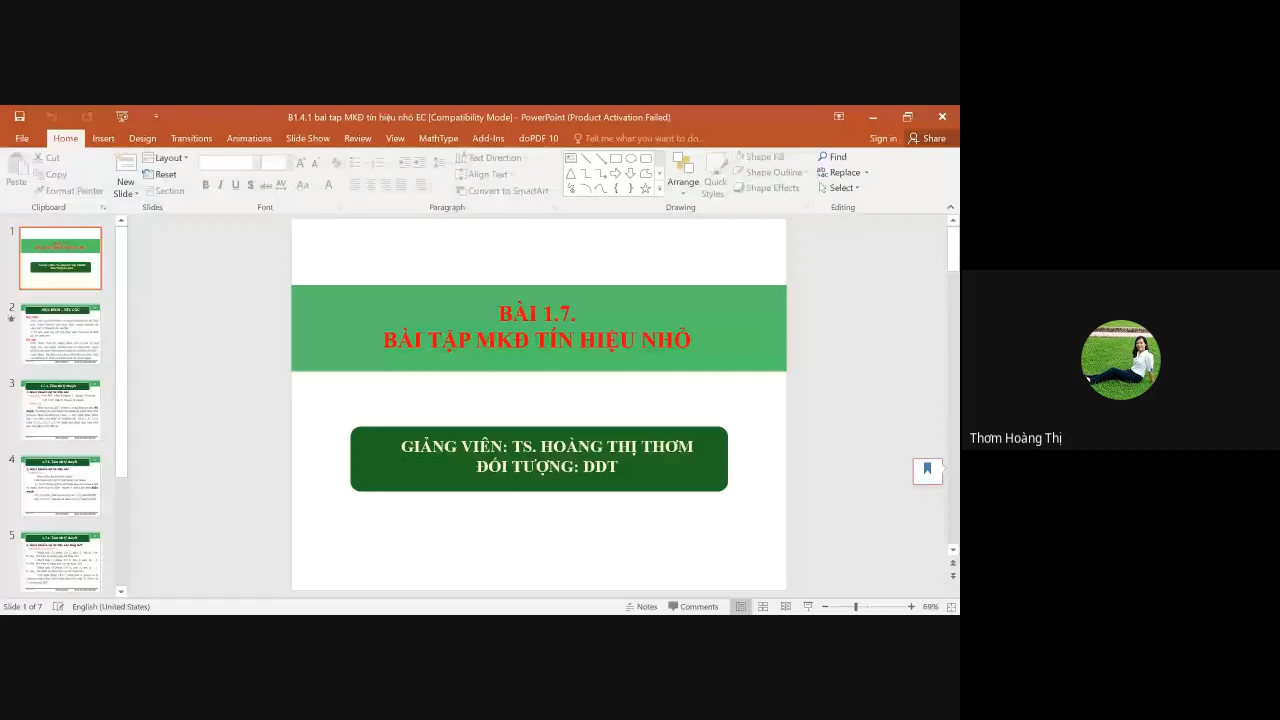 B1.4.1 bai tap MKĐ tín hiệu nhỏ EC [Compatibility Mode] - PowerPoint (Product Activation Failed)
File Home Insert Design Transitions Animations Slide Show Review View MathType Add-Ins doPDF 10 Tell me what you want to do... Sign in Share
Paste
Cut
Copy
Format Painter
Clipboard
New Slide
Layout
Reset
Section
Slides
Font
Text Direction
Align Text
Convert to SmartArt
Paragraph
Arrange
Quick Styles
Shape Fill
Shape Outline
Shape Effects
Drawing
Find
Replace
Select
Editing
1
2
3
4
5
BÀI 1.7.
BÀI TẬP MKĐ TÍN HIỆU NHỎ
GIẢNG VIÊN: TS. HOÀNG THỊ THƠM
ĐỐI TƯỢNG: DDT
Thơm Hoàng Thị
Slide 1 of 7 English (United States) Notes Comments 69%